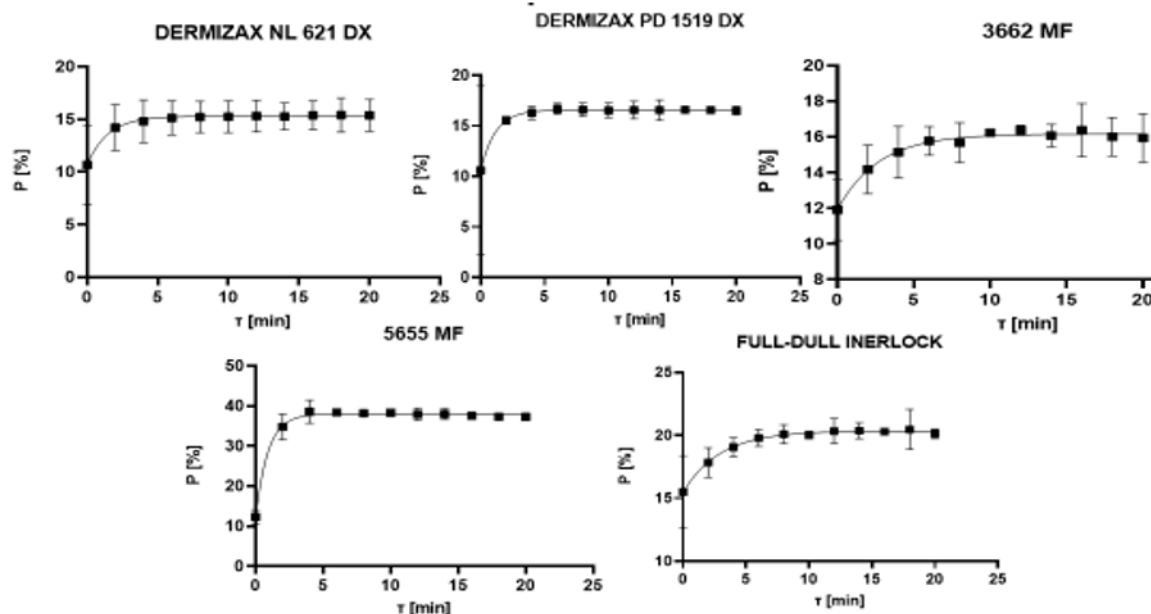 DERMIZAX NL 621 DX
20
15
10
5
0
P [%]
0 5 10 15 20 25
τ [min]
DERMIZAX PD 1519 DX
20
15
10
5
0
P [%]
0 5 10 15 20 25
τ [min]
3662 MF
20
18
16
14
12
10
8
P [%]
0 5 10 15 20
τ [min]
5655 MF
50
40
30
20
10
0
P [%]
0 5 10 15 20 25
τ [min]
FULL-DULL INERLOCK
25
20
15
10
P [%]
0 5 10 15 20 25
τ [min]